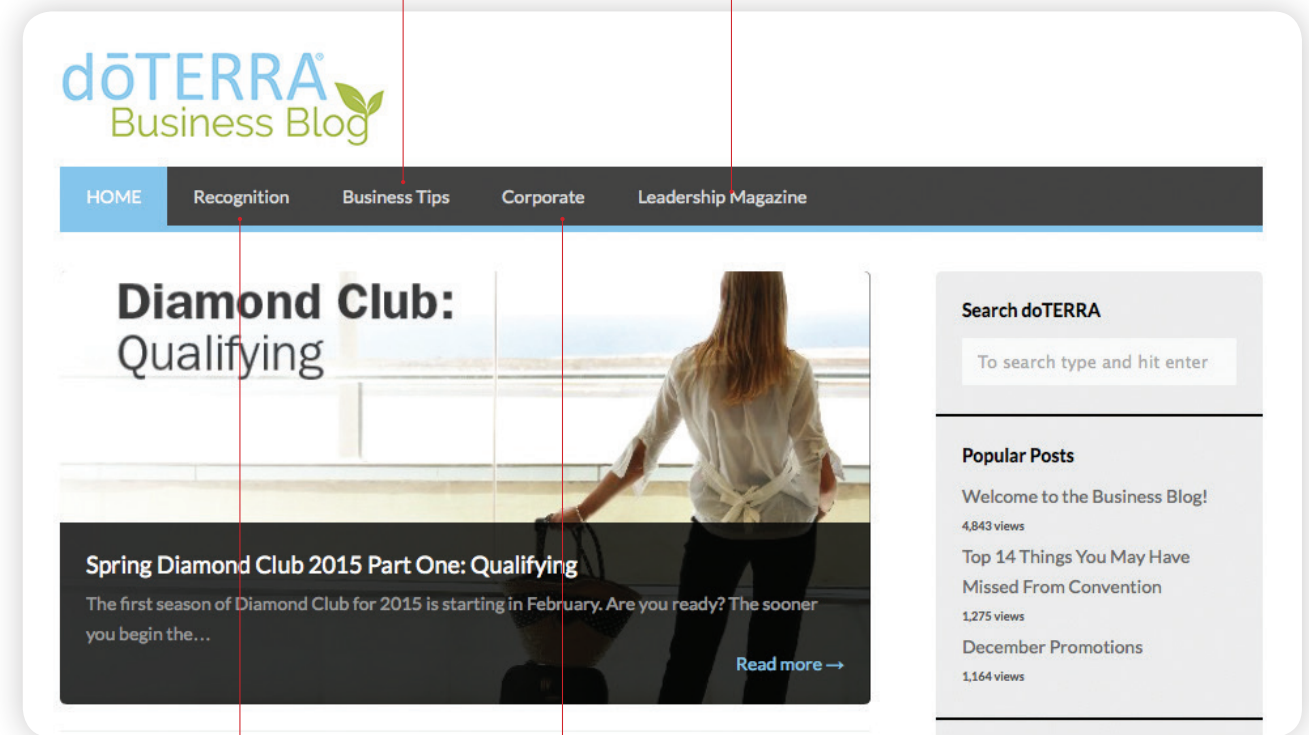 dōTERRA®
Business Blog
HOME Recognition Business Tips Corporate Leadership Magazine
Diamond Club:
Qualifying
Spring Diamond Club 2015 Part One: Qualifying
The first season of Diamond Club for 2015 is starting in February. Are you ready? The sooner
you begin the…
Read more →
Search doTERRA
To search type and hit enter
Popular Posts
Welcome to the Business Blog!
4,843 views
Top 14 Things You May Have
Missed From Convention
1,275 views
December Promotions
1,164 views